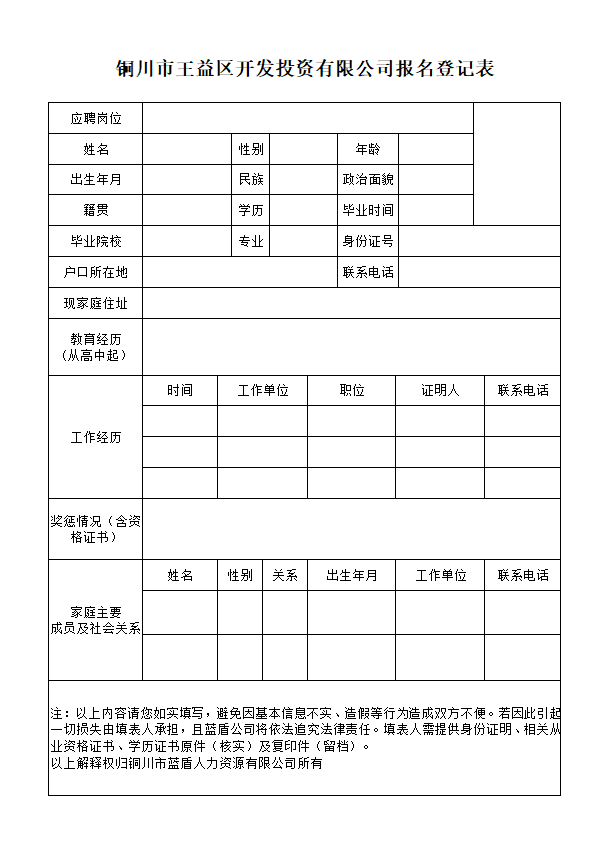 铜川市王益区开发投资有限公司报名登记表
应聘岗位
姓名 性别 年龄
出生年月 民族 政治面貌
籍贯 学历 毕业时间
毕业院校 专业 身份证号
户口所在地 联系电话
现家庭住址
教育经历
（从高中起）
时间 工作单位 职位 证明人 联系电话
工作经历
奖惩情况（含资
格证书）
姓名 性别 关系 出生年月 工作单位 联系电话
家庭主要
成员及社会关系
注：以上内容请您如实填写，避免因基本信息不实、造假等行为造成双方不便。若因此引起
一切损失由填表人承担，且蓝盾公司将依法追究法律责任。填表人需提供身份证明、相关从
业资格证书、学历证书原件（核实）及复印件（留档）。
以上解释权归铜川市蓝盾人力资源有限公司所有